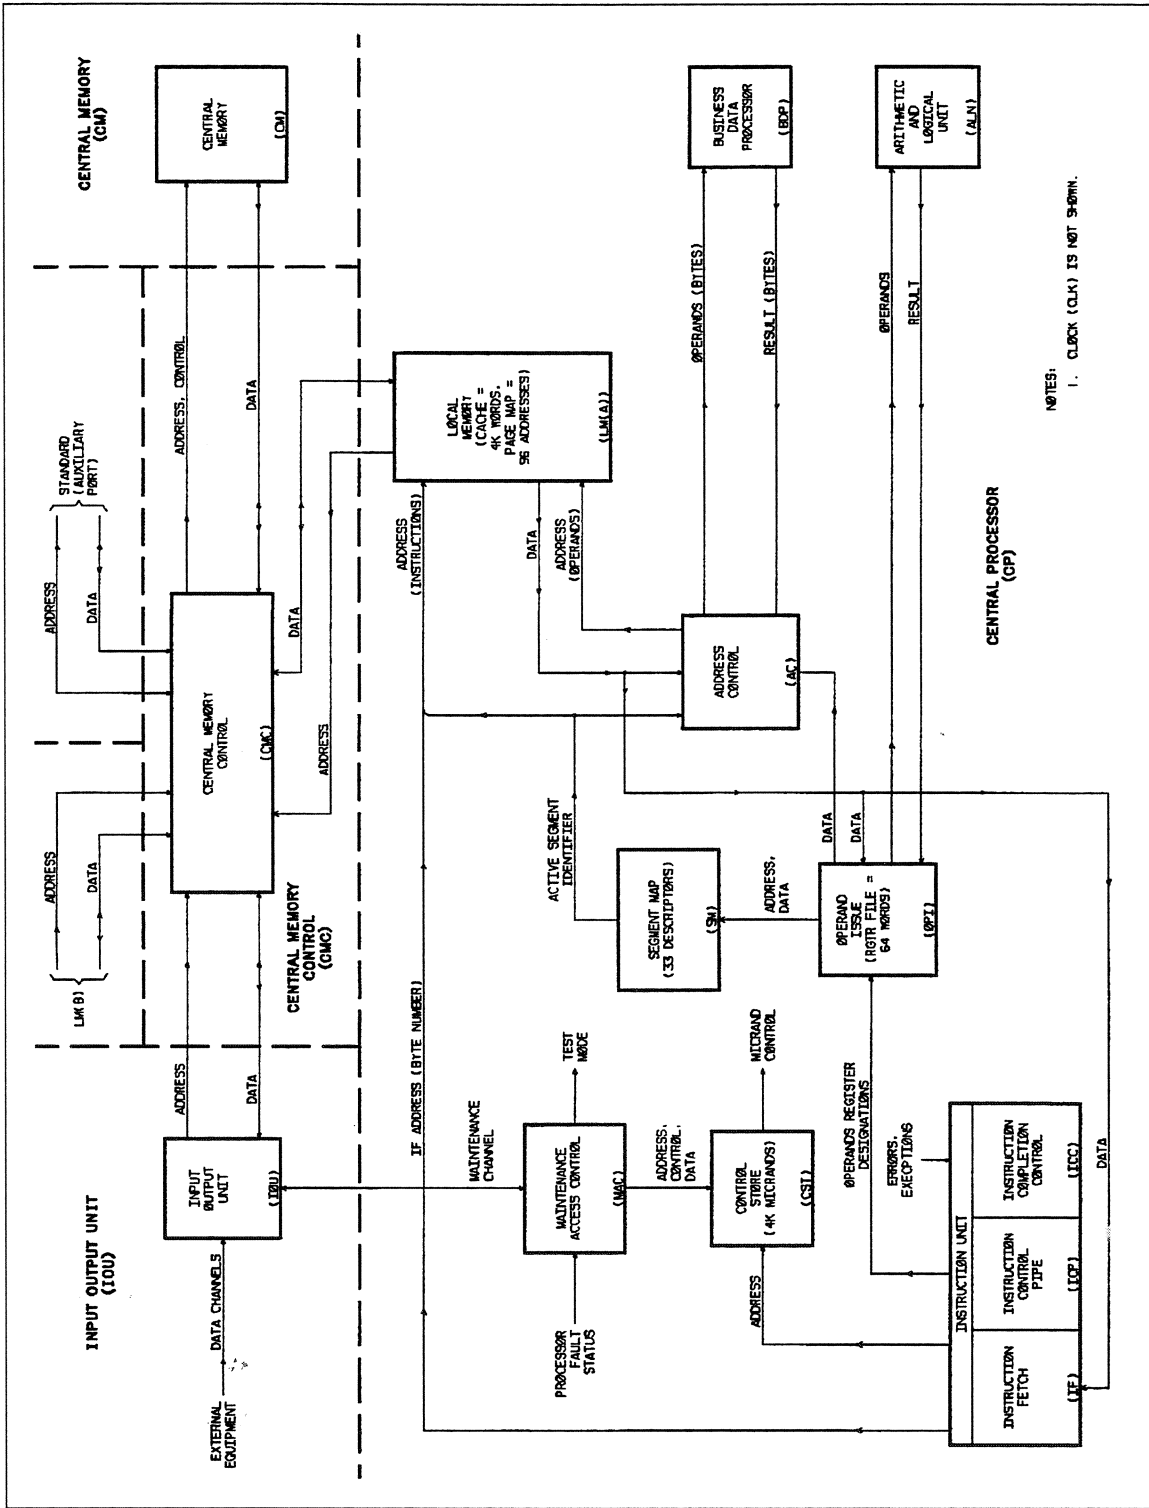 INPUT OUTPUT UNIT
(IOU)
CENTRAL MEMORY
(CM)
EXTERNAL
EQUIPMENT
DATA CHANNELS
INPUT
OUTPUT
UNIT
(IOU)
ADDRESS
DATA
LM(B)
ADDRESS
DATA
STANDARD
(AUXILIARY
PORT)
ADDRESS
DATA
CENTRAL MEMORY
CONTROL
(CMC)
ADDRESS, CONTROL
DATA
CENTRAL
MEMORY
(CM)
CENTRAL MEMORY
CONTROL
(CMC)
ADDRESS
DATA
IF ADDRESS (BYTE NUMBER)
MAINTENANCE
CHANNEL
ADDRESS
(INSTRUCTIONS)
LOCAL
MEMORY
(CACHE =
4K WORDS,
PAGE MAP =
96 ADDRESSES)
(LM(A))
PROCESSOR
FAULT
STATUS
MAINTENANCE
ACCESS CONTROL
(MAC)
TEST
MODE
ACTIVE SEGMENT
IDENTIFIER
DATA
ADDRESS
(OPERANDS)
ADDRESS
ADDRESS,
CONTROL,
DATA
CONTROL
STORE
(4K MICRANDS)
(CST)
MICRAND
CONTROL
SEGMENT MAP
(33 DESCRIPTORS)
(SM)
ADDRESS,
DATA
ADDRESS
CONTROL
(AC)
OPERANDS (BYTES)
RESULT (BYTES)
BUSINESS
DATA
PROCESSOR
(BDP)
OPERANDS REGISTER
DESIGNATIONS
ERRORS,
EXECPTIONS
OPERAND
ISSUE
(RGTR FILE =
64 WORDS)
(OPI)
DATA
DATA
OPERANDS
RESULT
ARITHMETIC
AND
LOGICAL
UNIT
(ALN)
INSTRUCTION UNIT
INSTRUCTION
FETCH
(IF)
INSTRUCTION
CONTROL
PIPE
(ICP)
INSTRUCTION
COMPLETION
CONTROL
(ICC)
DATA
CENTRAL PROCESSOR
(CP)
NOTES:
1. CLOCK (CLK) IS NOT SHOWN.